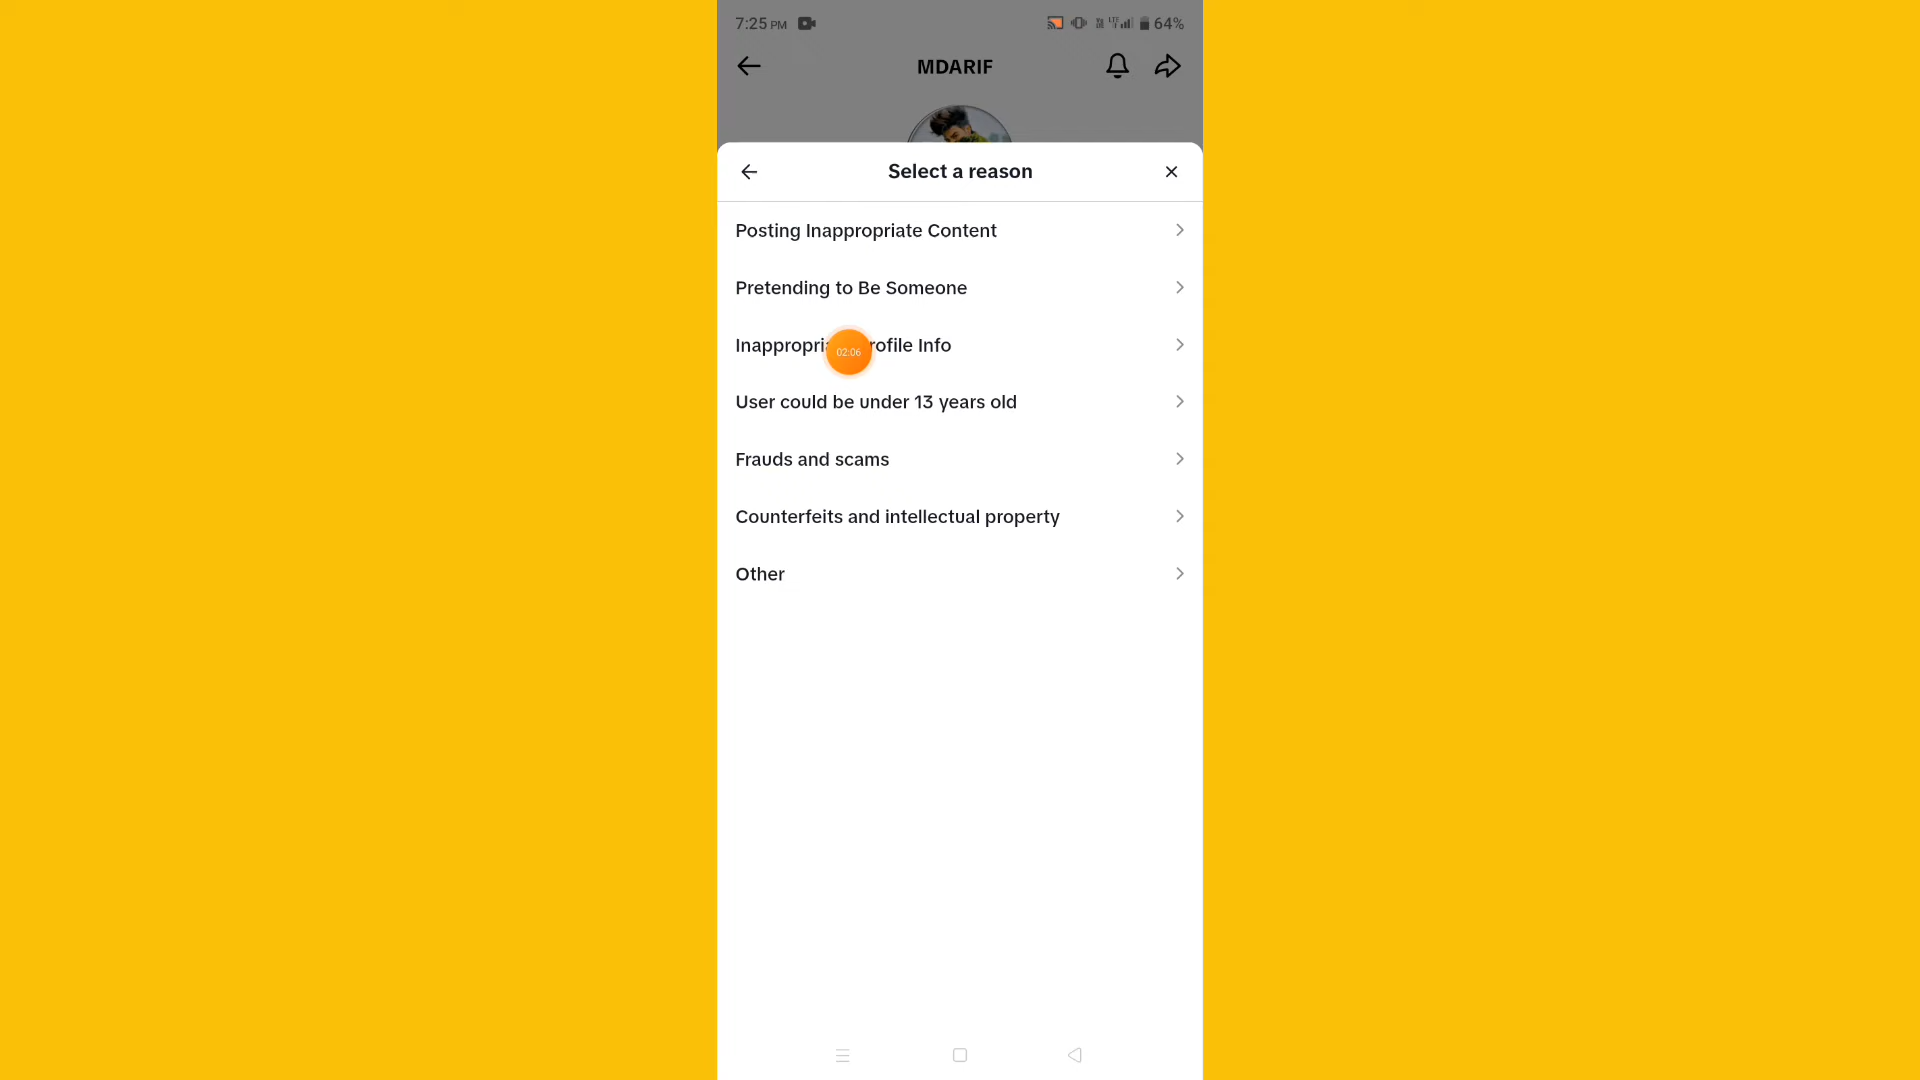 7:25 PM 64%
MDARIF
Select a reason
Posting Inappropriate Content
Pretending to Be Someone
Inappropria rofile Info
02:06
User could be under 13 years old
Frauds and scams
Counterfeits and intellectual property
Other